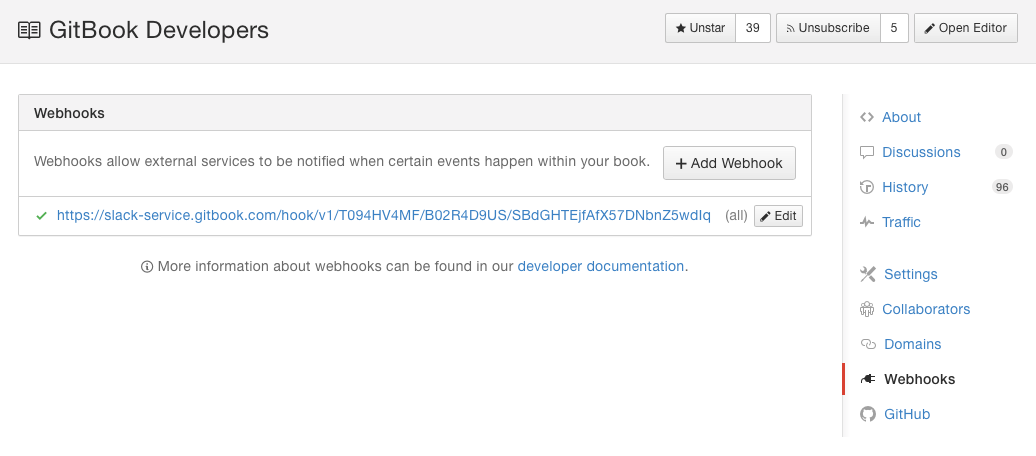 GitBook Developers
Unstar 39
Unsubscribe 5
Open Editor
Webhooks
Webhooks allow external services to be notified when certain events happen within your book.
Add Webhook
https://slack-service.gitbook.com/hook/v1/T094HV4MF/B02R4D9US/SBdGHTEjfAfX57DNbnZ5wdIq (all) Edit
More information about webhooks can be found in our developer documentation.
About
Discussions 0
History 96
Traffic
Settings
Collaborators
Domains
Webhooks
GitHub